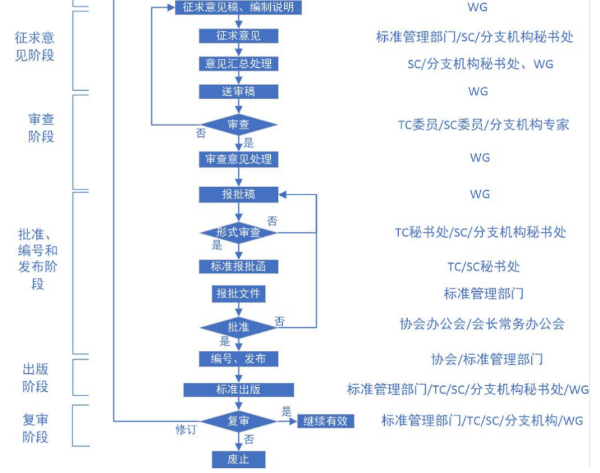 征求意见稿、编制说明
WG
征求意
见阶段
征求意见
标准管理部门/SC/分支机构秘书处
意见汇总处理
SC/分支机构秘书处、WG
送审稿
WG
审查
阶段
审查
TC委员/SC委员/分支机构专家
否
是
审查意见处理
WG
报批稿
WG
批准、
编号和
发布阶
段
否
形式审查
TC秘书处/SC/分支机构秘书处
是
标准报批函
TC/SC秘书处
报批文件
标准管理部门
否
批准
协会办公会/会长常务办公会
是
编号、发布
协会/标准管理部门
出版
阶段
标准出版
标准管理部门/TC/SC/分支机构秘书处/WG
复审
阶段
复审
是
继续有效
标准管理部门/TC/SC/分支机构/WG
修订
否
废止